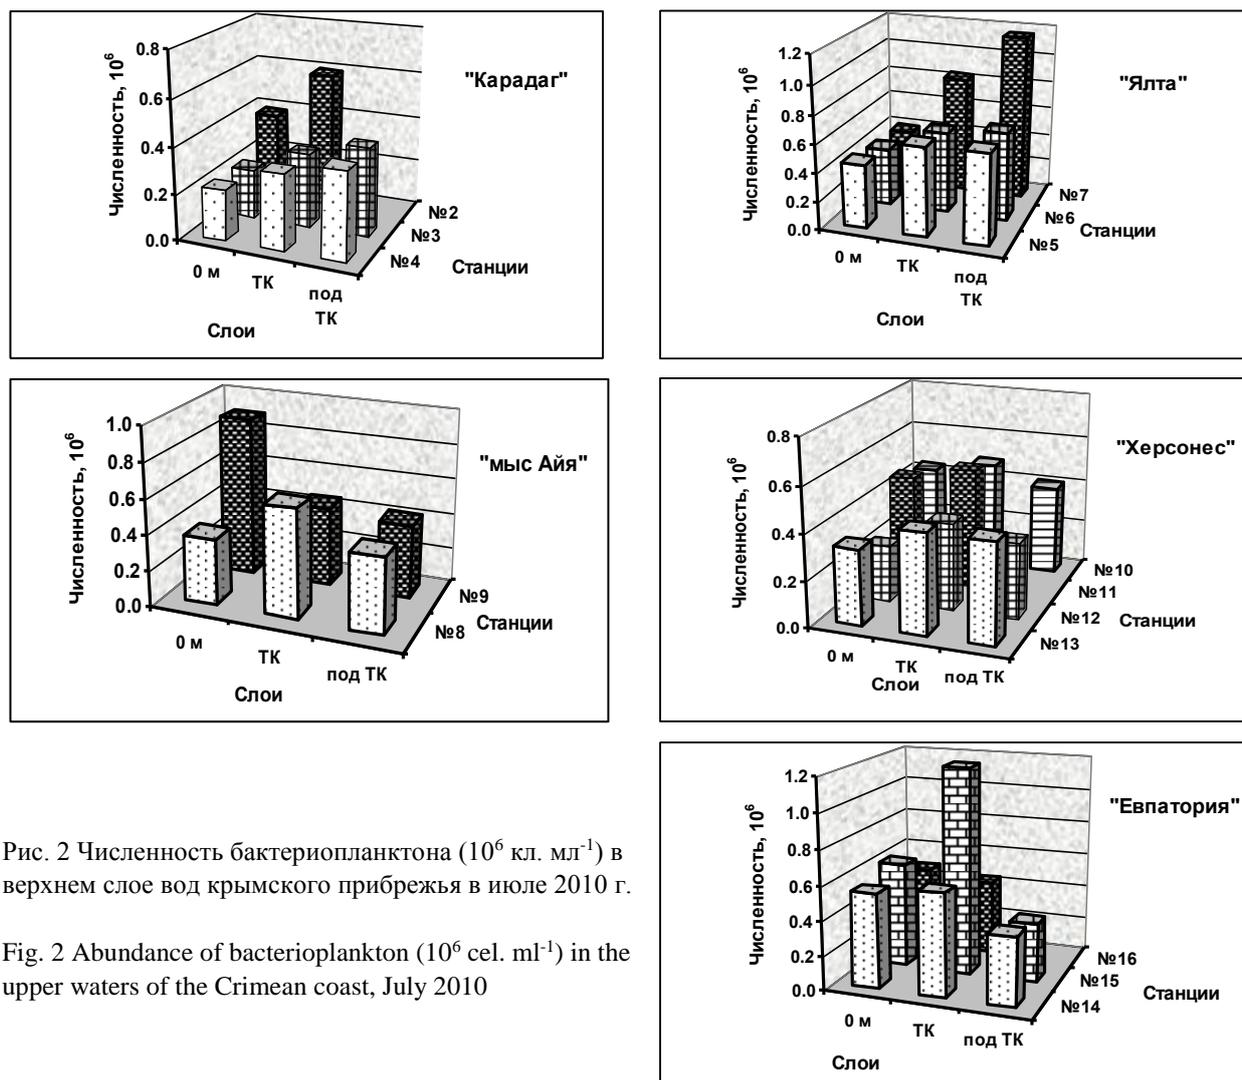 "Карадаг"
Численность, 10⁶
0.8
0.6
0.4
0.2
0.0
0 м
ТК
под
ТК
Слои
№2
№3
№4
Станции
"Ялта"
Численность, 10⁶
1.2
1.0
0.8
0.6
0.4
0.2
0.0
0 м
ТК
под
ТК
Слои
№7
№6
№5
Станции
"мыс Айя"
Численность, 10⁶
1.0
0.8
0.6
0.4
0.2
0.0
0 м
ТК
под ТК
Слои
№9
№8
Станции
"Херсонес"
Численность, 10⁶
0.8
0.6
0.4
0.2
0.0
0 м
ТК
под ТК
Слои
№10
№11
№12
№13
Станции
"Евпатория"
Численность, 10⁶
1.2
1.0
0.8
0.6
0.4
0.2
0.0
0 м
ТК
под ТК
Слои
№16
№15
№14
Станции
Рис. 2 Численность бактериопланктона (10⁶ кл. мл⁻¹) в
верхнем слое вод крымского прибрежья в июле 2010 г.
Fig. 2 Abundance of bacterioplankton (10⁶ cel. ml⁻¹) in the
upper waters of the Crimean coast, July 2010